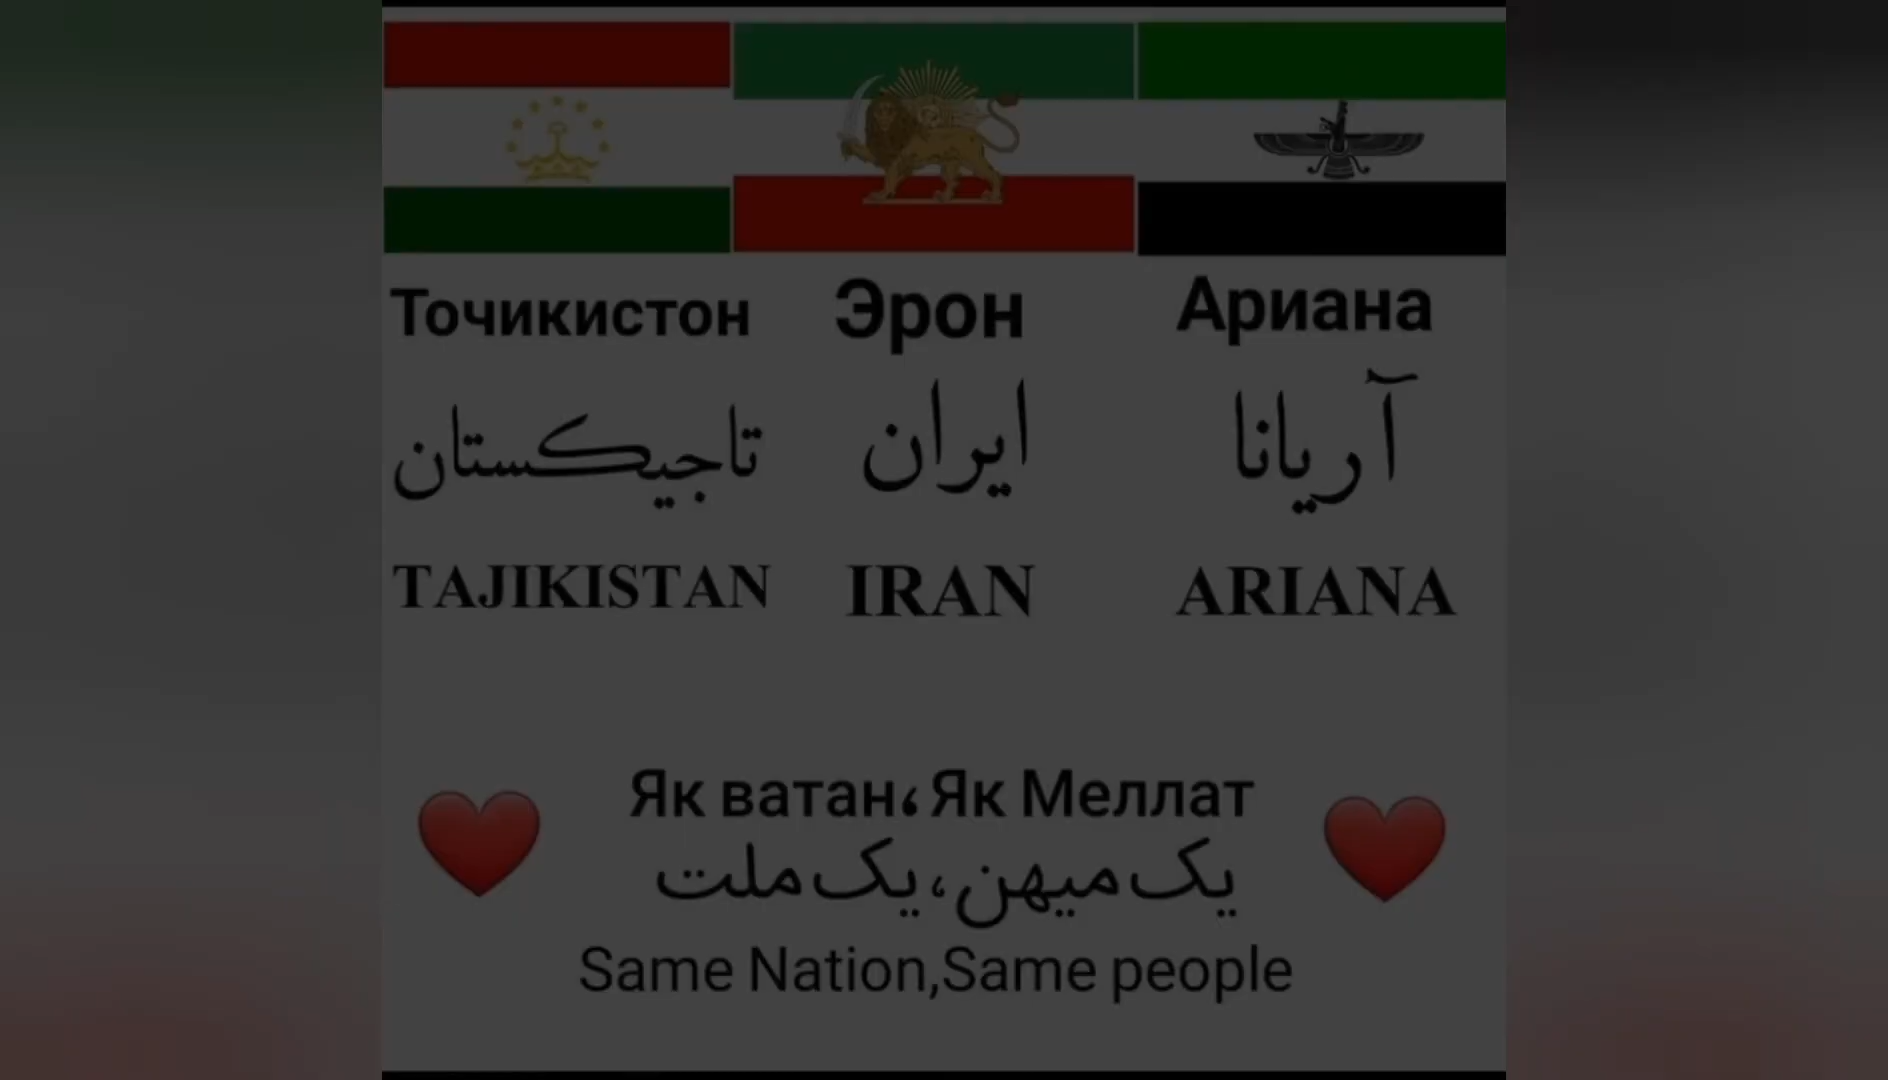 Точикистон Эрон Ариана
تاجیکستان ایران آریانا
TAJIKISTAN IRAN ARIANA
Як ватан، Як Меллат
یک میهن، یک ملت
Same Nation,Same people